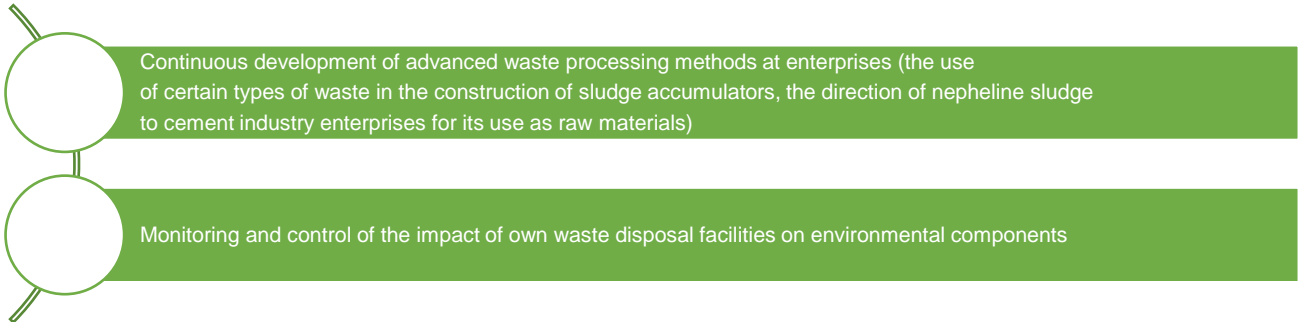 Continuous development of advanced waste processing methods at enterprises (the use
of certain types of waste in the construction of sludge accumulators, the direction of nepheline sludge
to cement industry enterprises for its use as raw materials)
Monitoring and control of the impact of own waste disposal facilities on environmental components